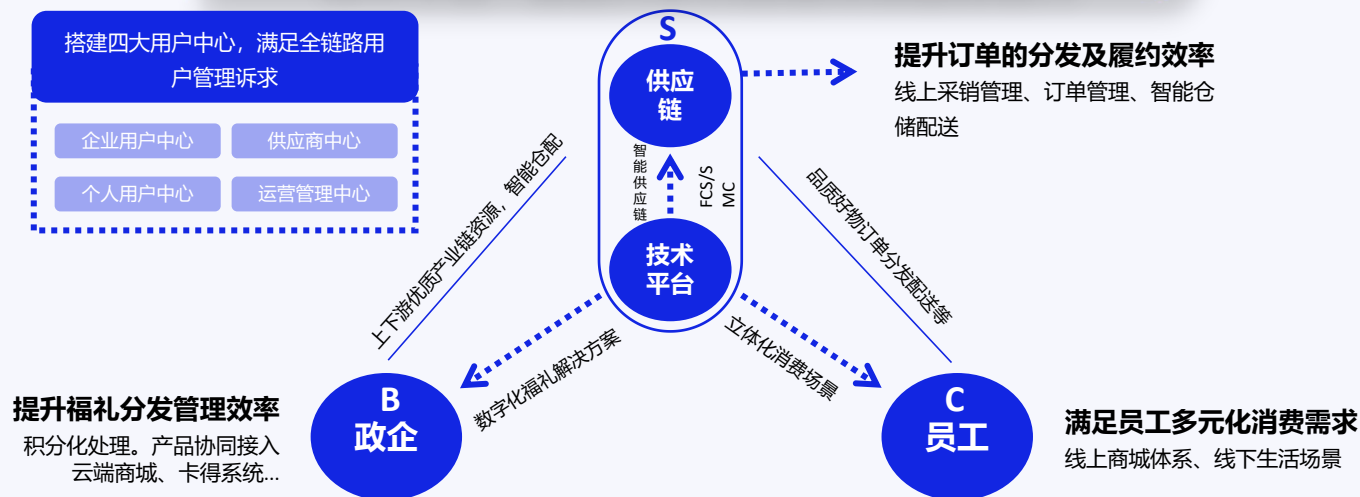 搭建四大用户中心，满足全链路用
户管理诉求
企业用户中心
供应商中心
个人用户中心
运营管理中心
S
供应
链
智能供应链
FCS/S
MC
技术
平台
提升订单的分发及履约效率
线上采销管理、订单管理、智能仓
储配送
上下游优质产业链资源，智能仓配
品质好物订单分发配送等
数字化福礼解决方案
立体化消费场景
B
政企
提升福礼分发管理效率
积分化处理。产品协同接入
云端商城、卡得系统...
C
员工
满足员工多元化消费需求
线上商城体系、线下生活场景